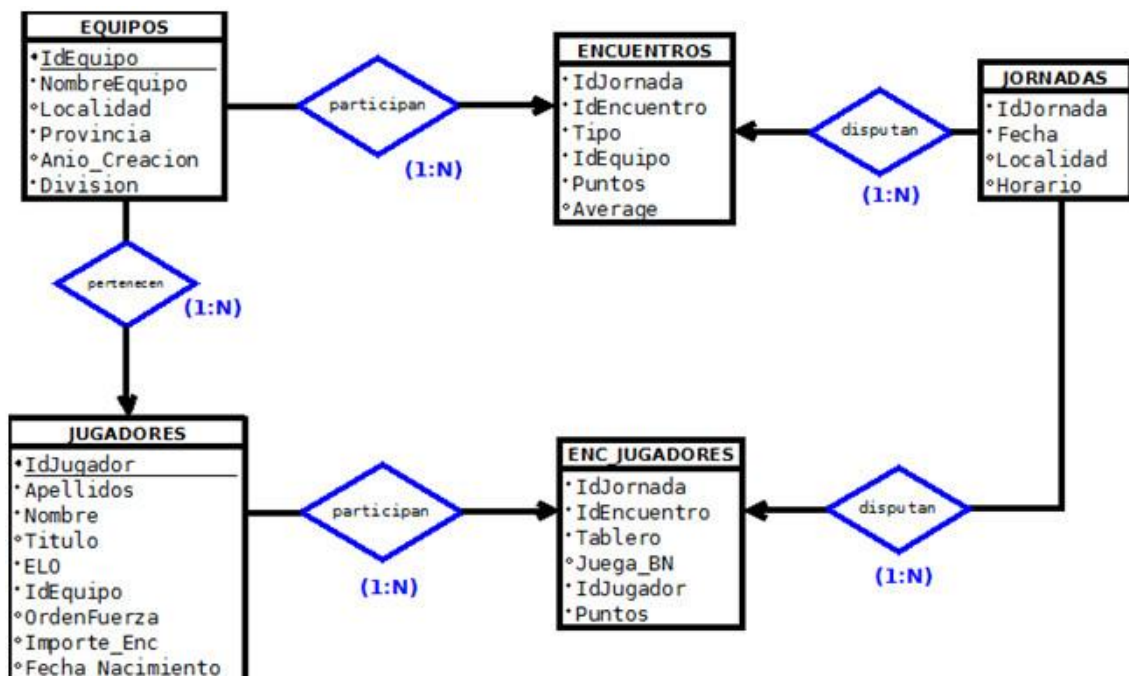 EQUIPOS
IdEquipo
NombreEquipo
Localidad
Provincia
Anio_Creacion
Division
participan
(1:N)
ENCUENTROS
IdJornada
IdEncuentro
Tipo
IdEquipo
Puntos
Average
disputan
(1:N)
JORNADAS
IdJornada
Fecha
Localidad
Horario
pertenecen
(1:N)
JUGADORES
IdJugador
Apellidos
Nombre
Titulo
ELO
IdEquipo
OrdenFuerza
Importe_Enc
Fecha_Nacimiento
participan
(1:N)
ENC_JUGADORES
IdJornada
IdEncuentro
Tablero
Juega_BN
IdJugador
Puntos
disputan
(1:N)